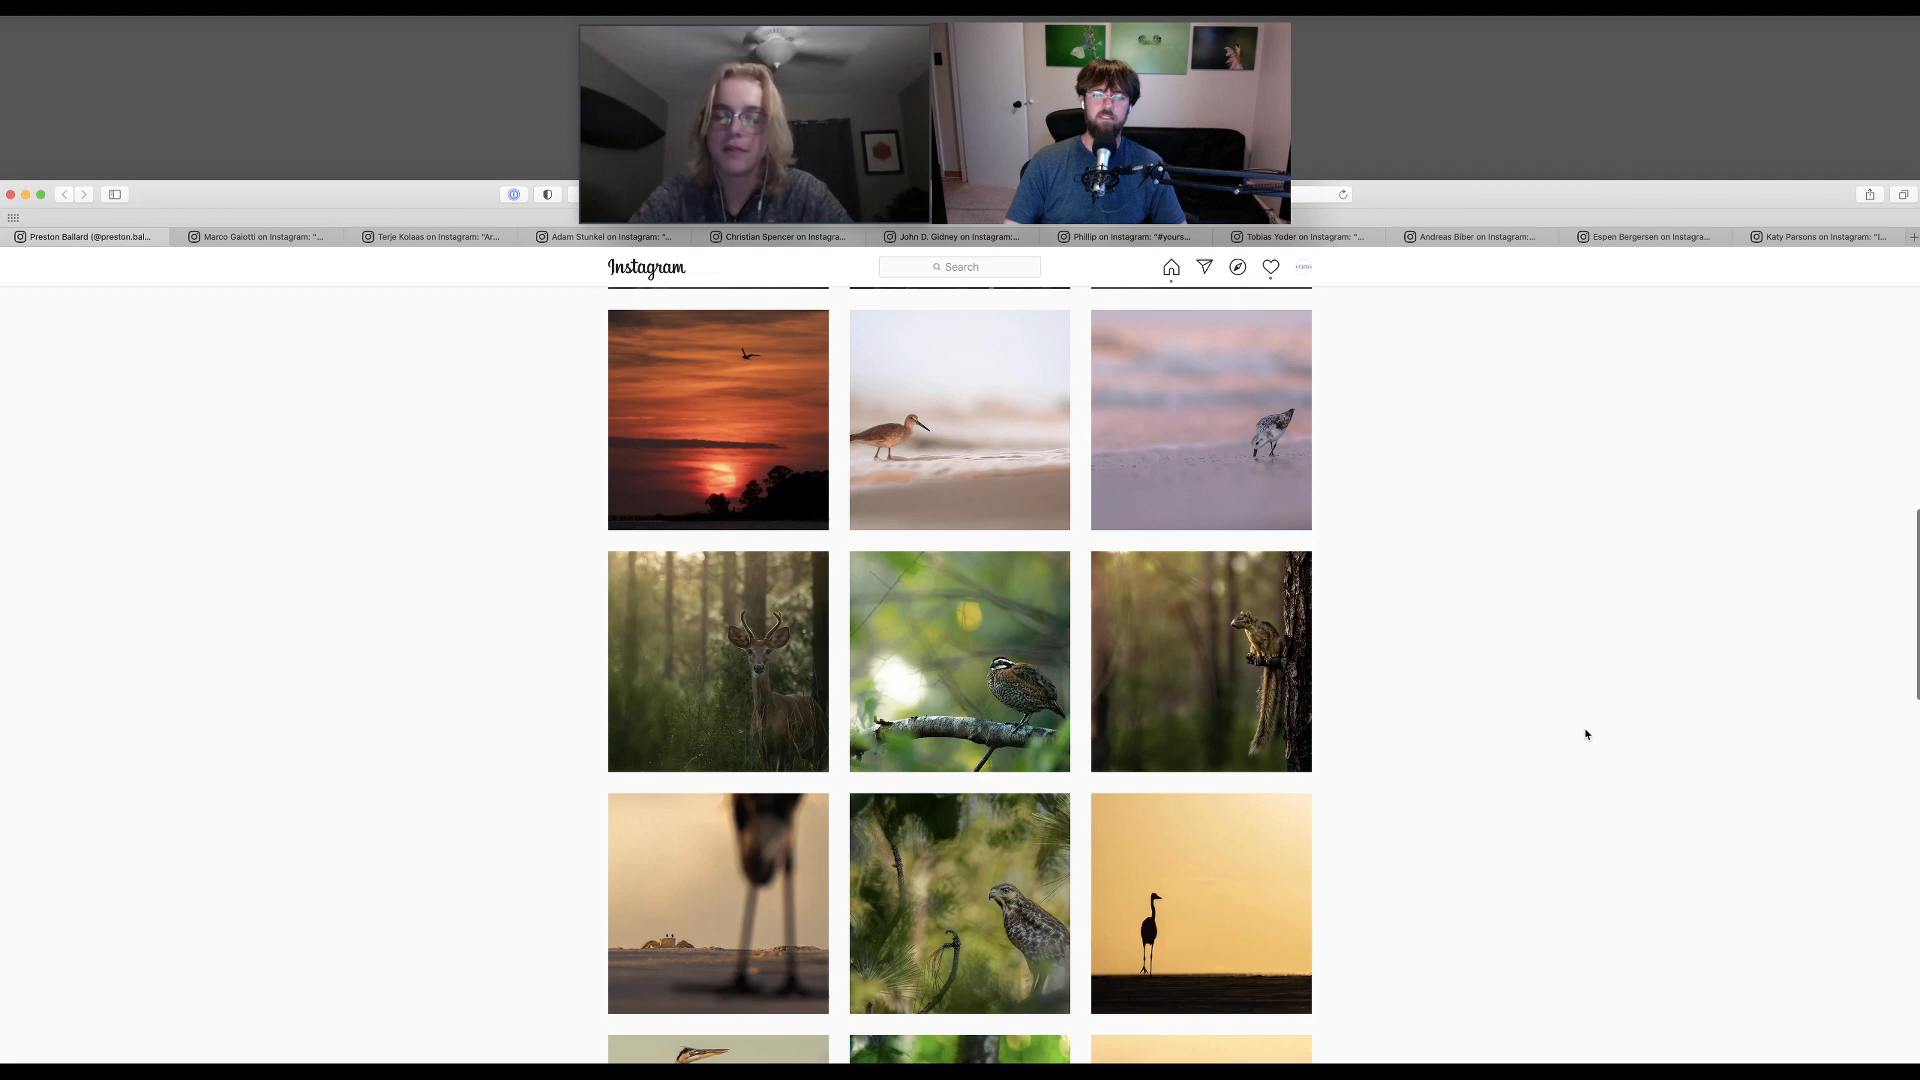 Preston Ballard (@preston.bal...
Marco Gaiotti on Instagram: "...
Terje Kolaas on Instagram: "Ar...
Adam Stunkel on Instagram: "...
Christian Spencer on Instagra...
John D. Gidney on Instagram:...
Phillip on Instagram: "#yours...
Tobias Yoder on Instagram: "...
Andreas Biber on Instagram:...
Espen Bergersen on Instagra...
Katy Parsons on Instagram: "I...
Instagram
Search